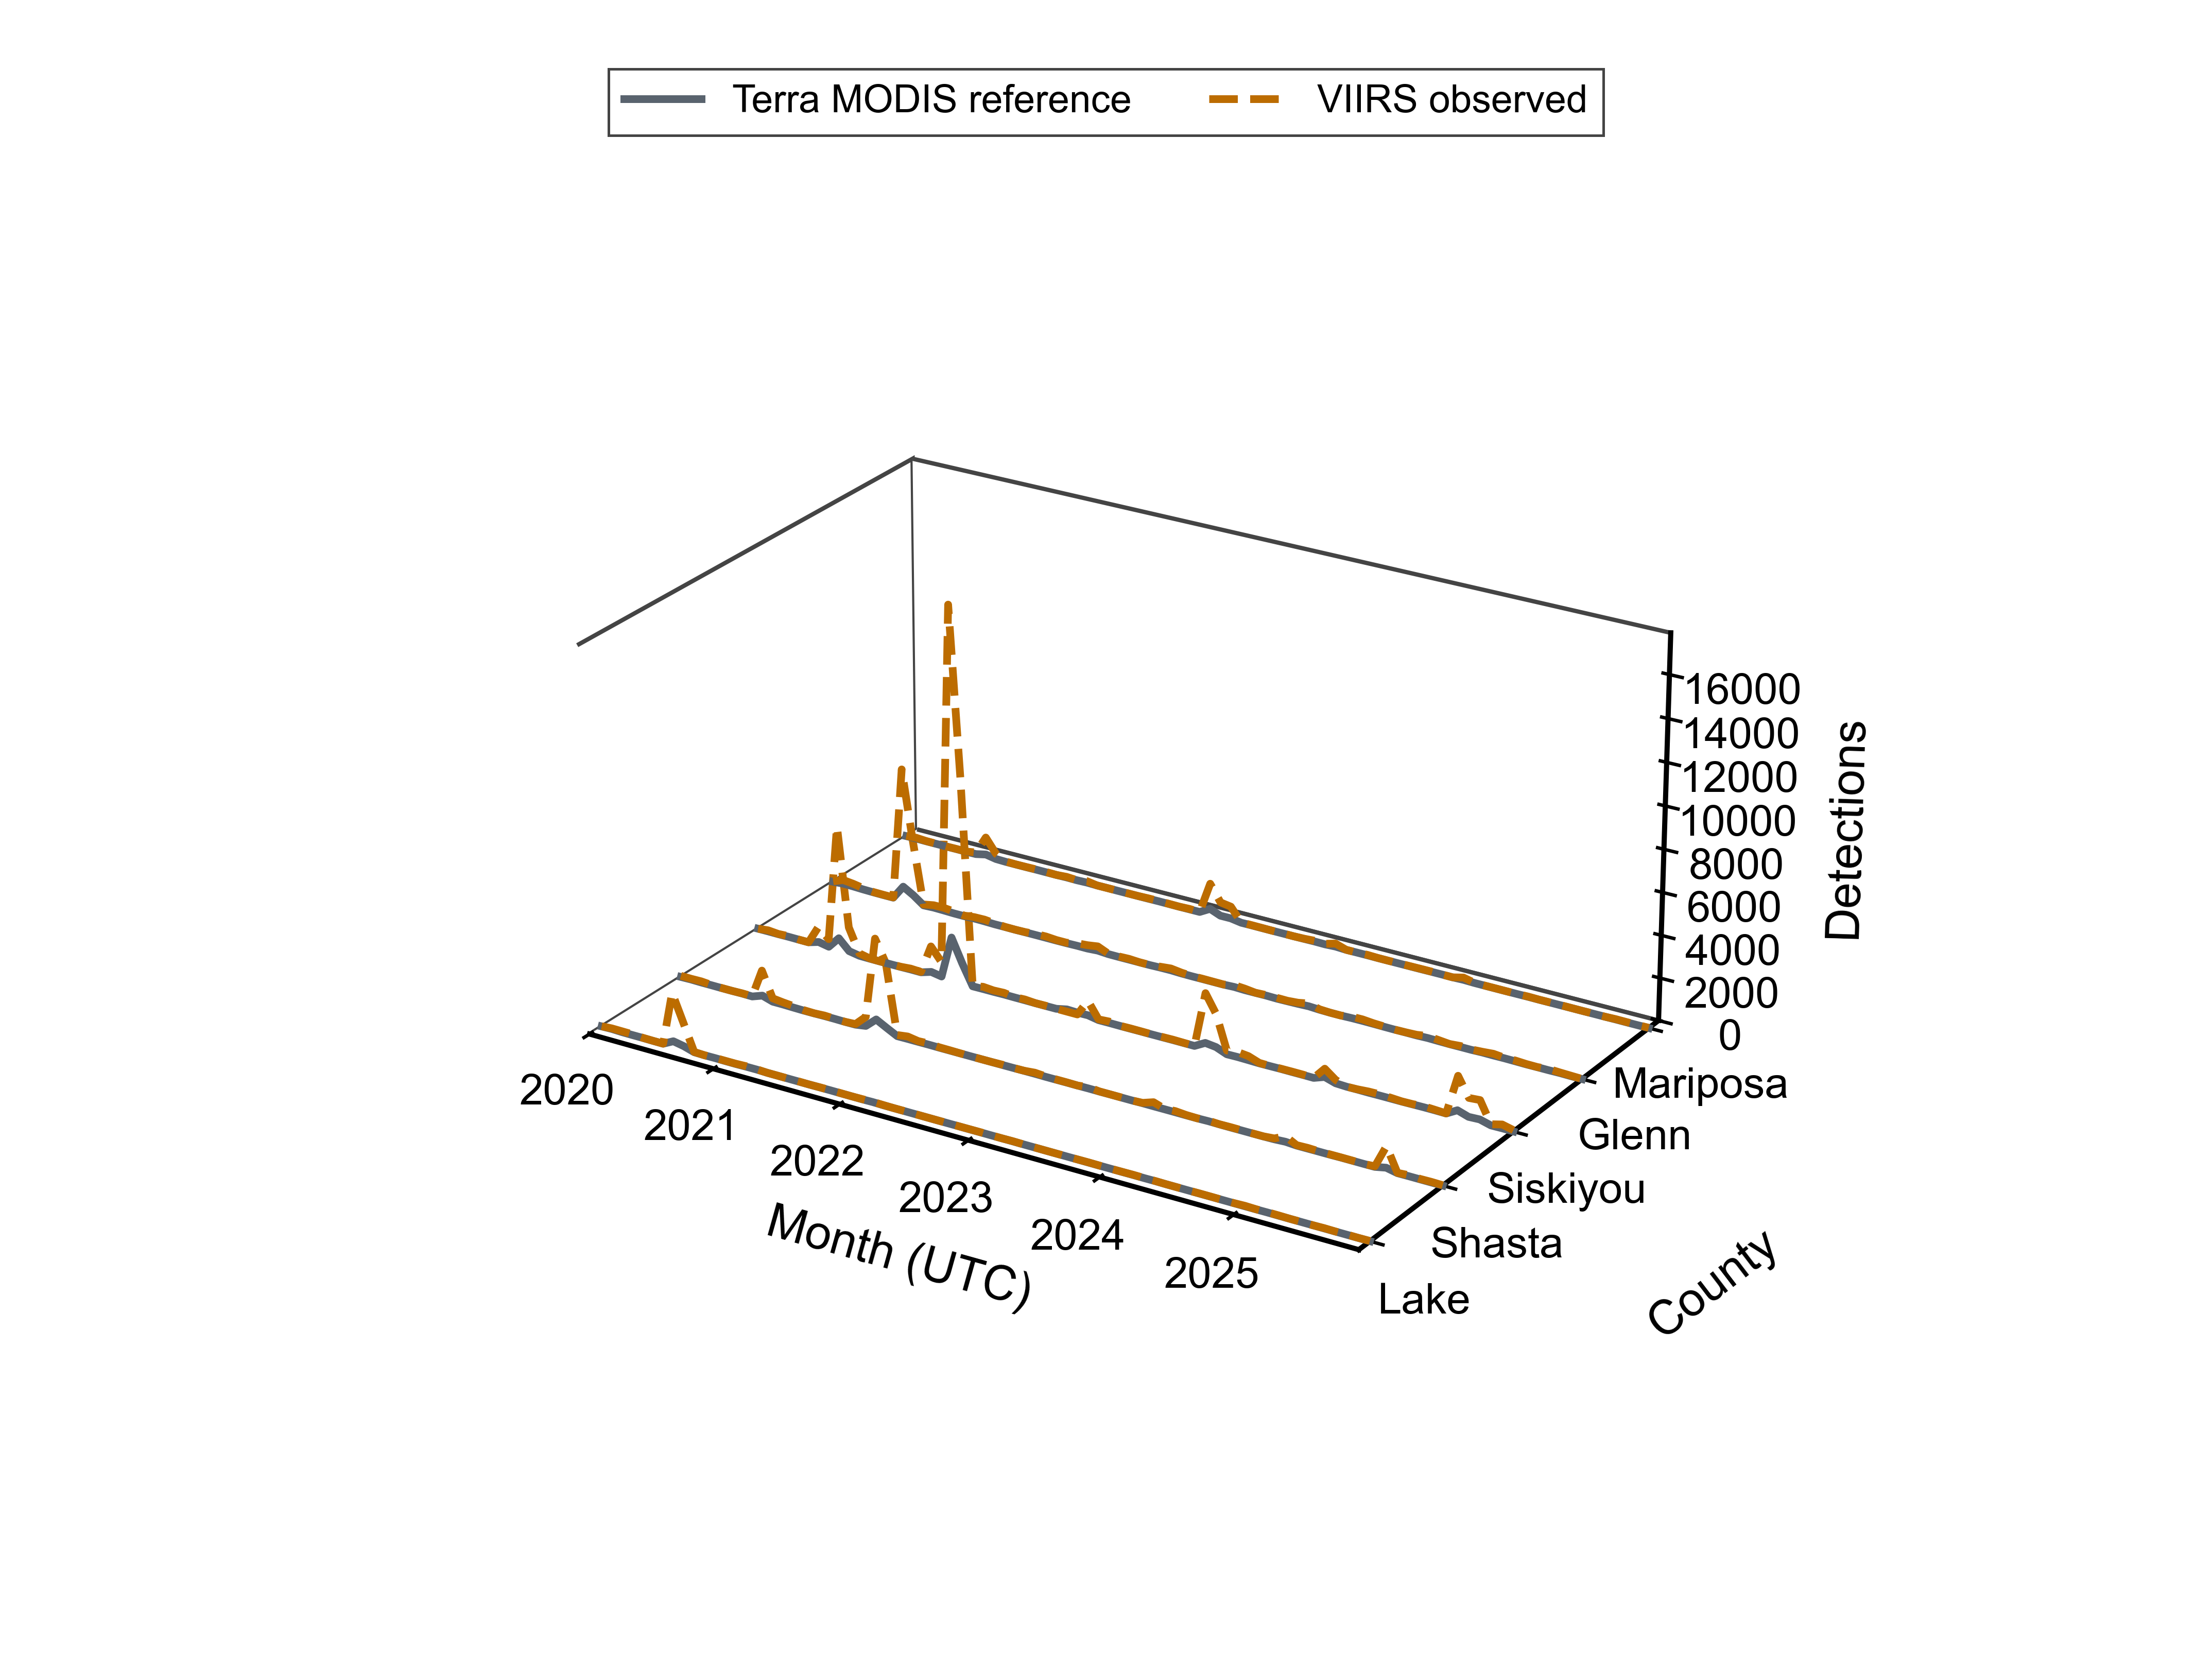 Terra MODIS reference
VIIRS observed
16000
14000
12000
10000
8000
6000
4000
2000
0
Detections
Mariposa
Glenn
Siskiyou
Shasta
Lake
County
2020
2021
2022
2023
2024
2025
Month (UTC)